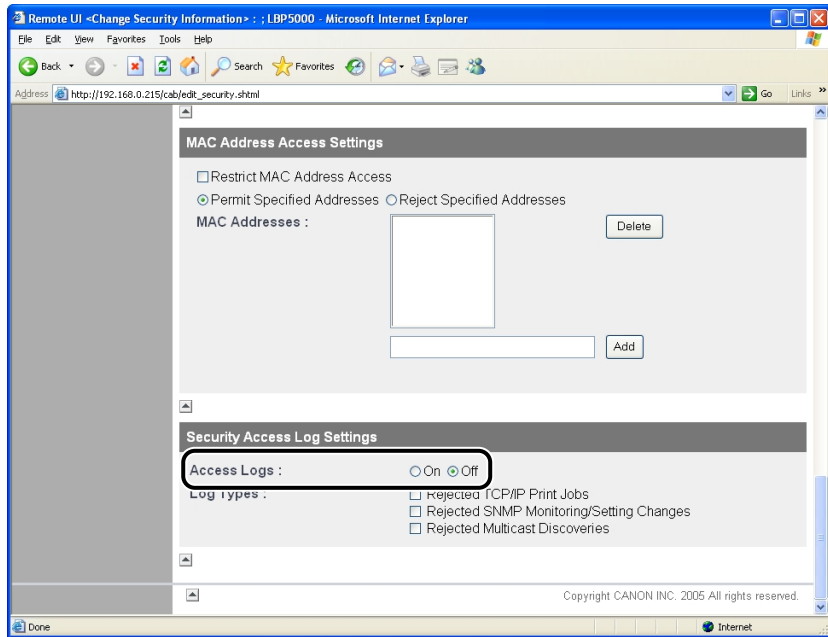 Remote UI <Change Security Information> : ; LBP5000 - Microsoft Internet Explorer
File Edit View Favorites Tools Help
Back Search Favorites
Address http://192.168.0.215/cab/edit_security.shtml Go Links »
MAC Address Access Settings
Restrict MAC Address Access
Permit Specified Addresses Reject Specified Addresses
MAC Addresses : Delete
Add
Security Access Log Settings
Access Logs : On Off
Log Types : Rejected TCP/IP Print Jobs
Rejected SNMP Monitoring/Setting Changes
Rejected Multicast Discoveries
Copyright CANON INC. 2005 All rights reserved.
Done Internet